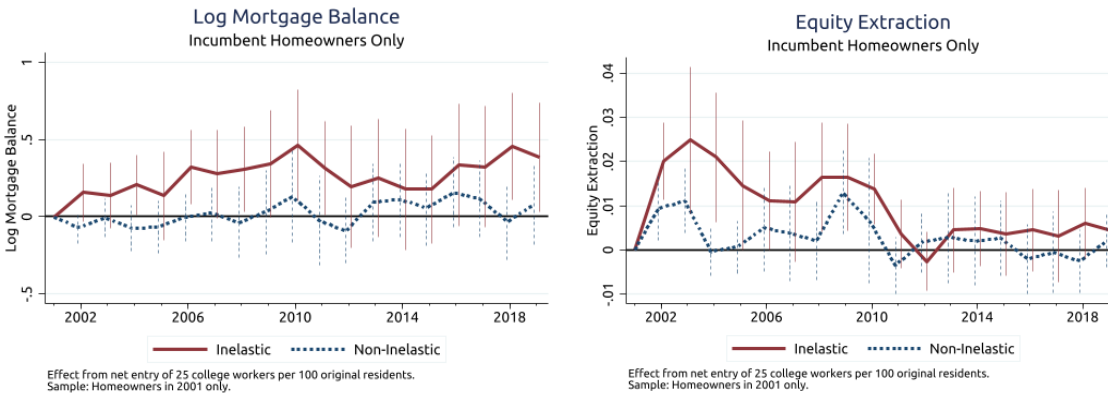 Log Mortgage Balance
Incumbent Homeowners Only
Log Mortgage Balance
1
.5
0
-.5
2002 2006 2010 2014 2018
Inelastic Non-Inelastic
Effect from net entry of 25 college workers per 100 original residents.
Sample: Homeowners in 2001 only.
Equity Extraction
Incumbent Homeowners Only
Equity Extraction
.04
.03
.02
.01
0
-.01
2002 2006 2010 2014 2018
Inelastic Non-Inelastic
Effect from net entry of 25 college workers per 100 original residents.
Sample: Homeowners in 2001 only.